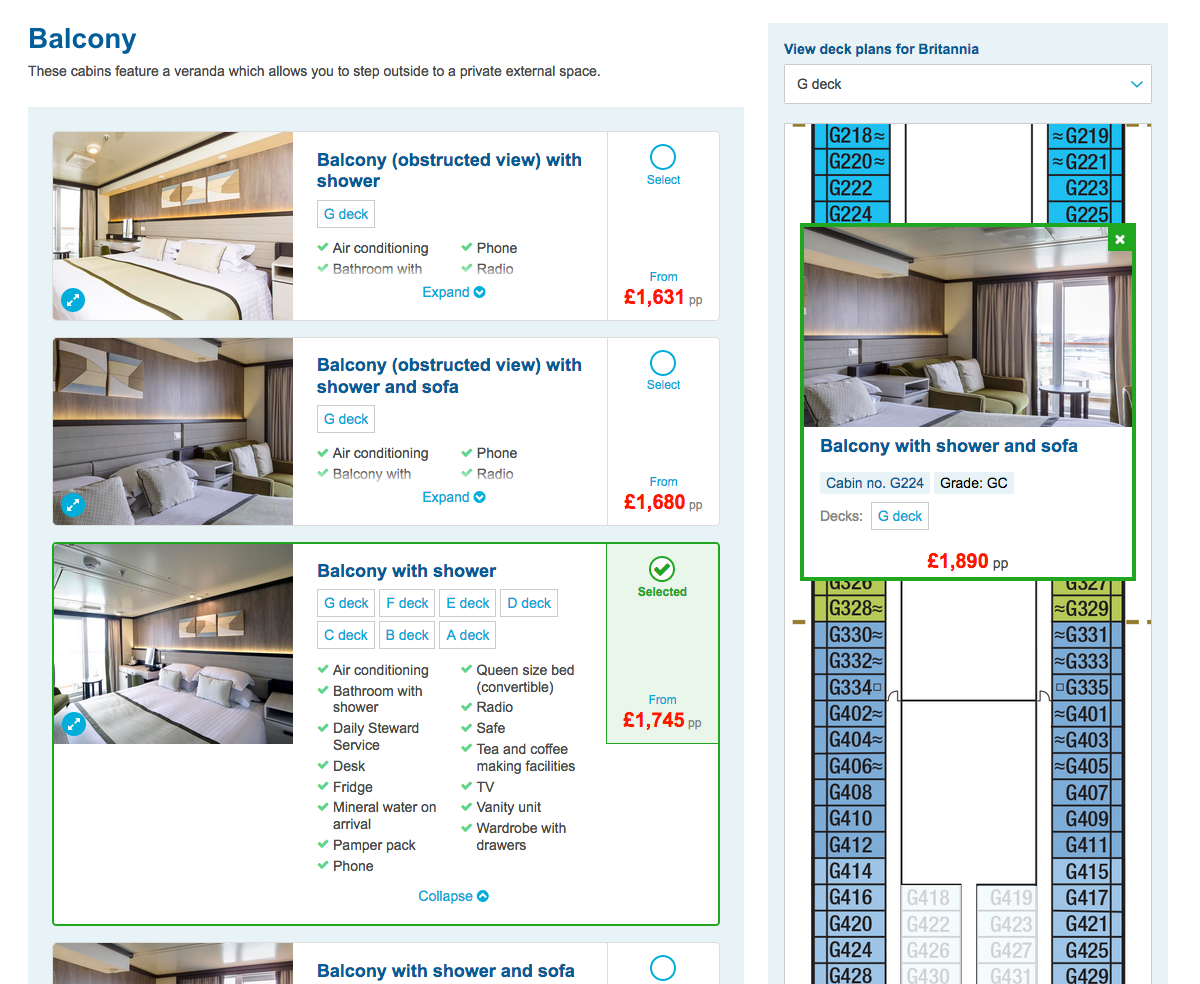 Balcony
These cabins feature a veranda which allows you to step outside to a private external space.
Balcony (obstructed view) with
shower
G deck
Air conditioning
Phone
Bathroom with
Radio
Expand
Select
From
£1,631 pp
Balcony (obstructed view) with
shower and sofa
G deck
Air conditioning
Phone
Balcony with
Radio
Expand
Select
From
£1,680 pp
Balcony with shower
G deck F deck E deck D deck
C deck B deck A deck
Air conditioning
Bathroom with
shower
Daily Steward
Service
Desk
Fridge
Mineral water on
arrival
Pamper pack
Phone
Queen size bed
(convertible)
Radio
Safe
Tea and coffee
making facilities
TV
Vanity unit
Wardrobe with
drawers
Collapse
Selected
From
£1,745 pp
Balcony with shower and sofa
View deck plans for Britannia
G deck
G218≈ ≈G219
G220≈ ≈G221
G222 G223
G224 G225
Balcony with shower and sofa
Cabin no. G224 Grade: GC
Decks: G deck
£1,890 pp
G326 G327
G328≈ ≈G329
G330≈ ≈G331
G332≈ ≈G333
G334□ □G335
G402≈ ≈G401
G404≈ ≈G403
G406≈ ≈G405
G408 G407
G410 G409
G412 G411
G414 G415
G416 G418 G419 G417
G420 G422 G423 G421
G424 G426 G427 G425
G428 G430 G431 G429